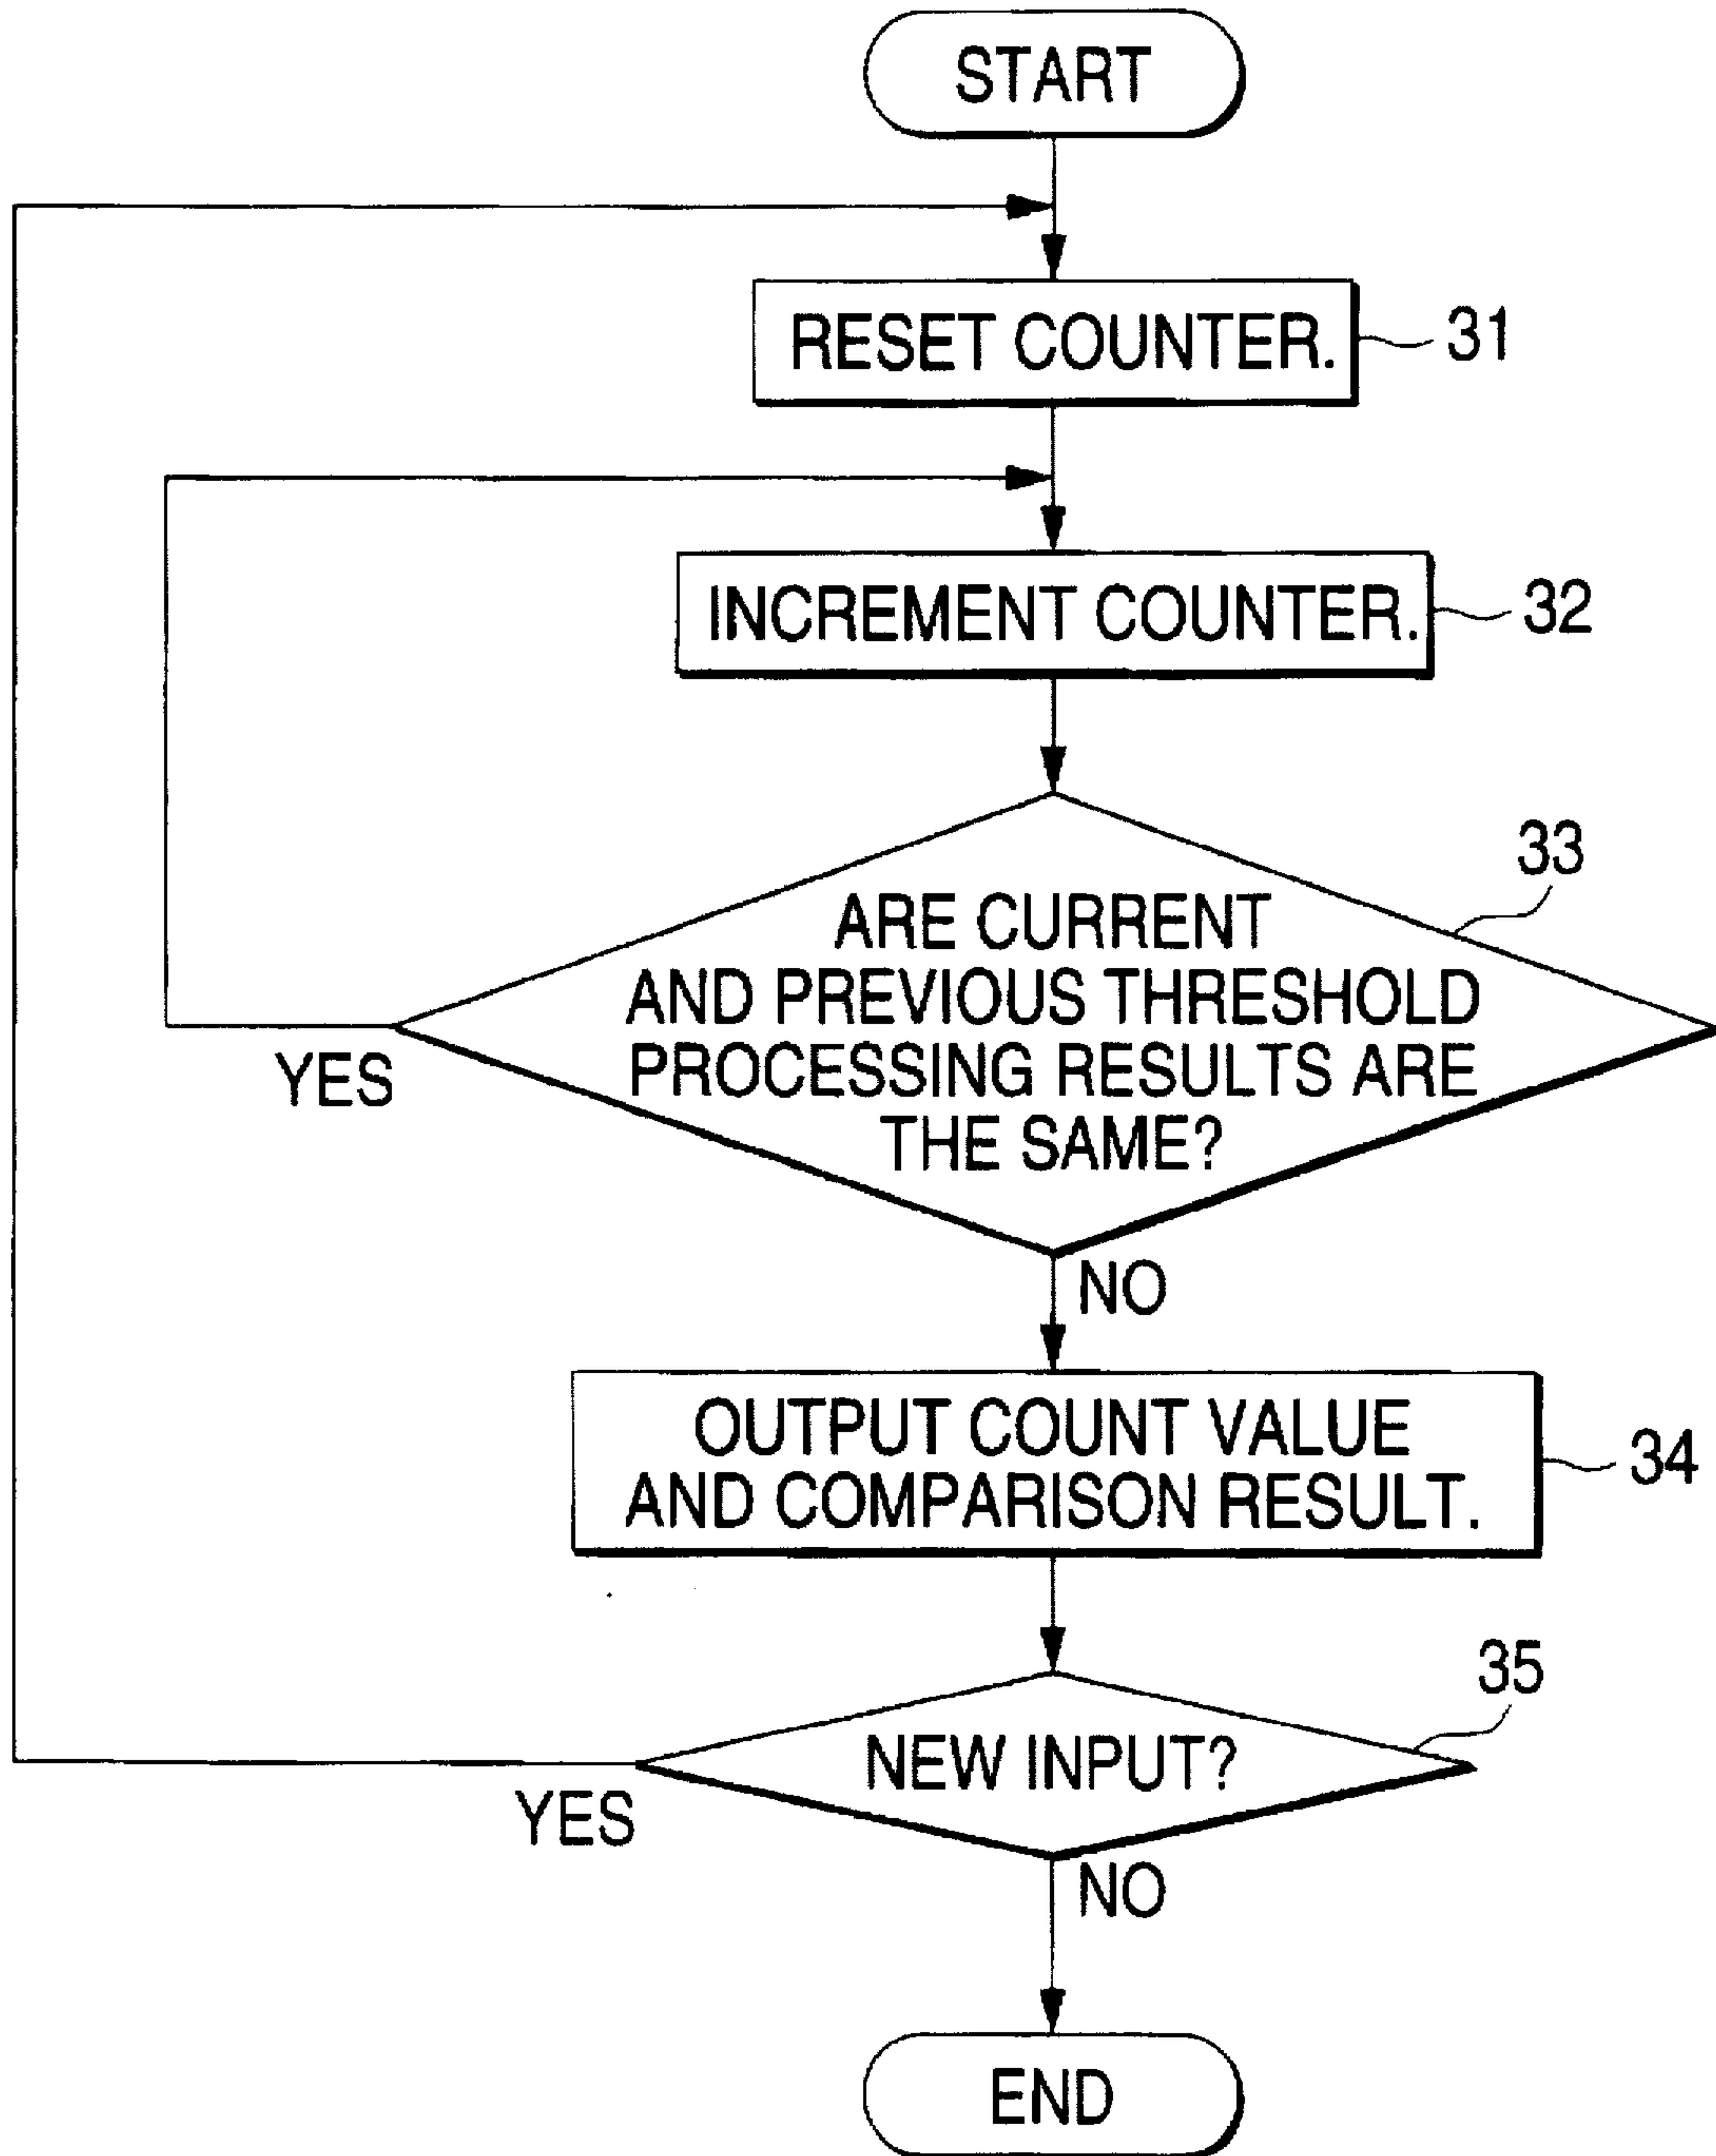 START
RESET COUNTER.
31
INCREMENT COUNTER.
32
33
ARE CURRENT
AND PREVIOUS THRESHOLD
PROCESSING RESULTS ARE
THE SAME?
YES
NO
OUTPUT COUNT VALUE
AND COMPARISON RESULT.
34
35
NEW INPUT?
YES
NO
END